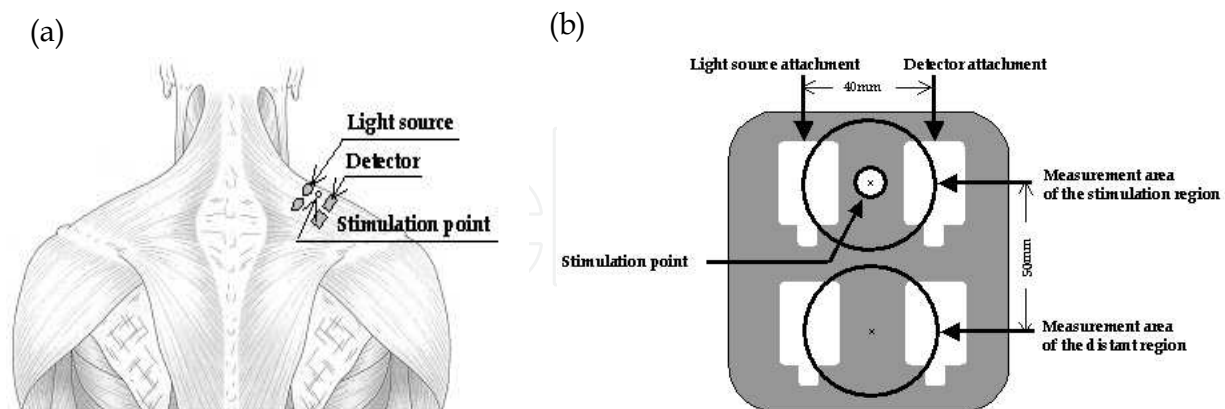 (a)
Light source
Detector
Stimulation point
(b)
Light source attachment
Detector attachment
40mm
Measurement area
of the stimulation region
Stimulation point
50mm
Measurement area
of the distant region